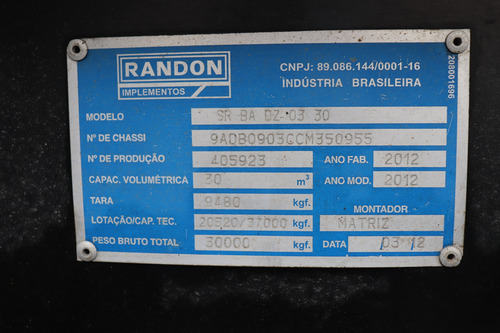 RANDON
IMPLEMENTOS
CNPJ: 89.086.144/0001-16
INDÚSTRIA BRASILEIRA
208001696
MODELO SR BA DZ 03 30
Nº DE CHASSI 9ADB0903CCM350955
Nº DE PRODUÇÃO 405923 ANO FAB. 2012
CAPAC. VOLUMÉTRICA 30 m³ ANO MOD. 2012
TARA 9480 kgf.
LOTAÇÃO/CAP. TEC. 20520/37000 kgf. MONTADOR MATRIZ
PESO BRUTO TOTAL 30000 kgf. DATA / 03 / 12